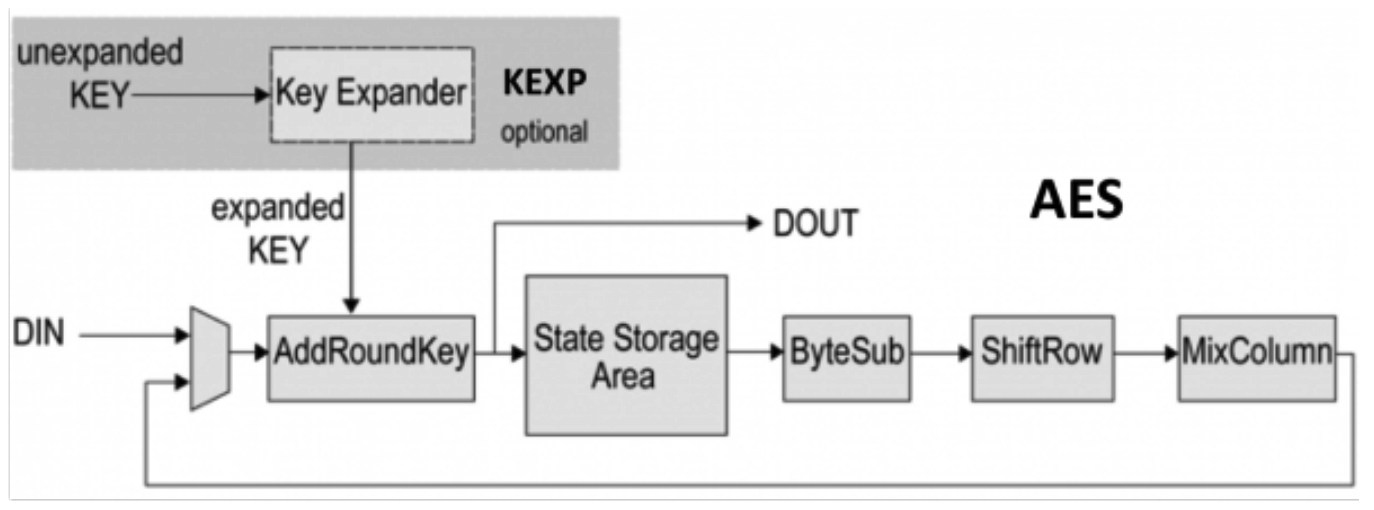 unexpanded
KEY
Key Expander
KEXP
optional
expanded
KEY
AES
DOUT
DIN
AddRoundKey
State Storage
Area
ByteSub
ShiftRow
MixColumn